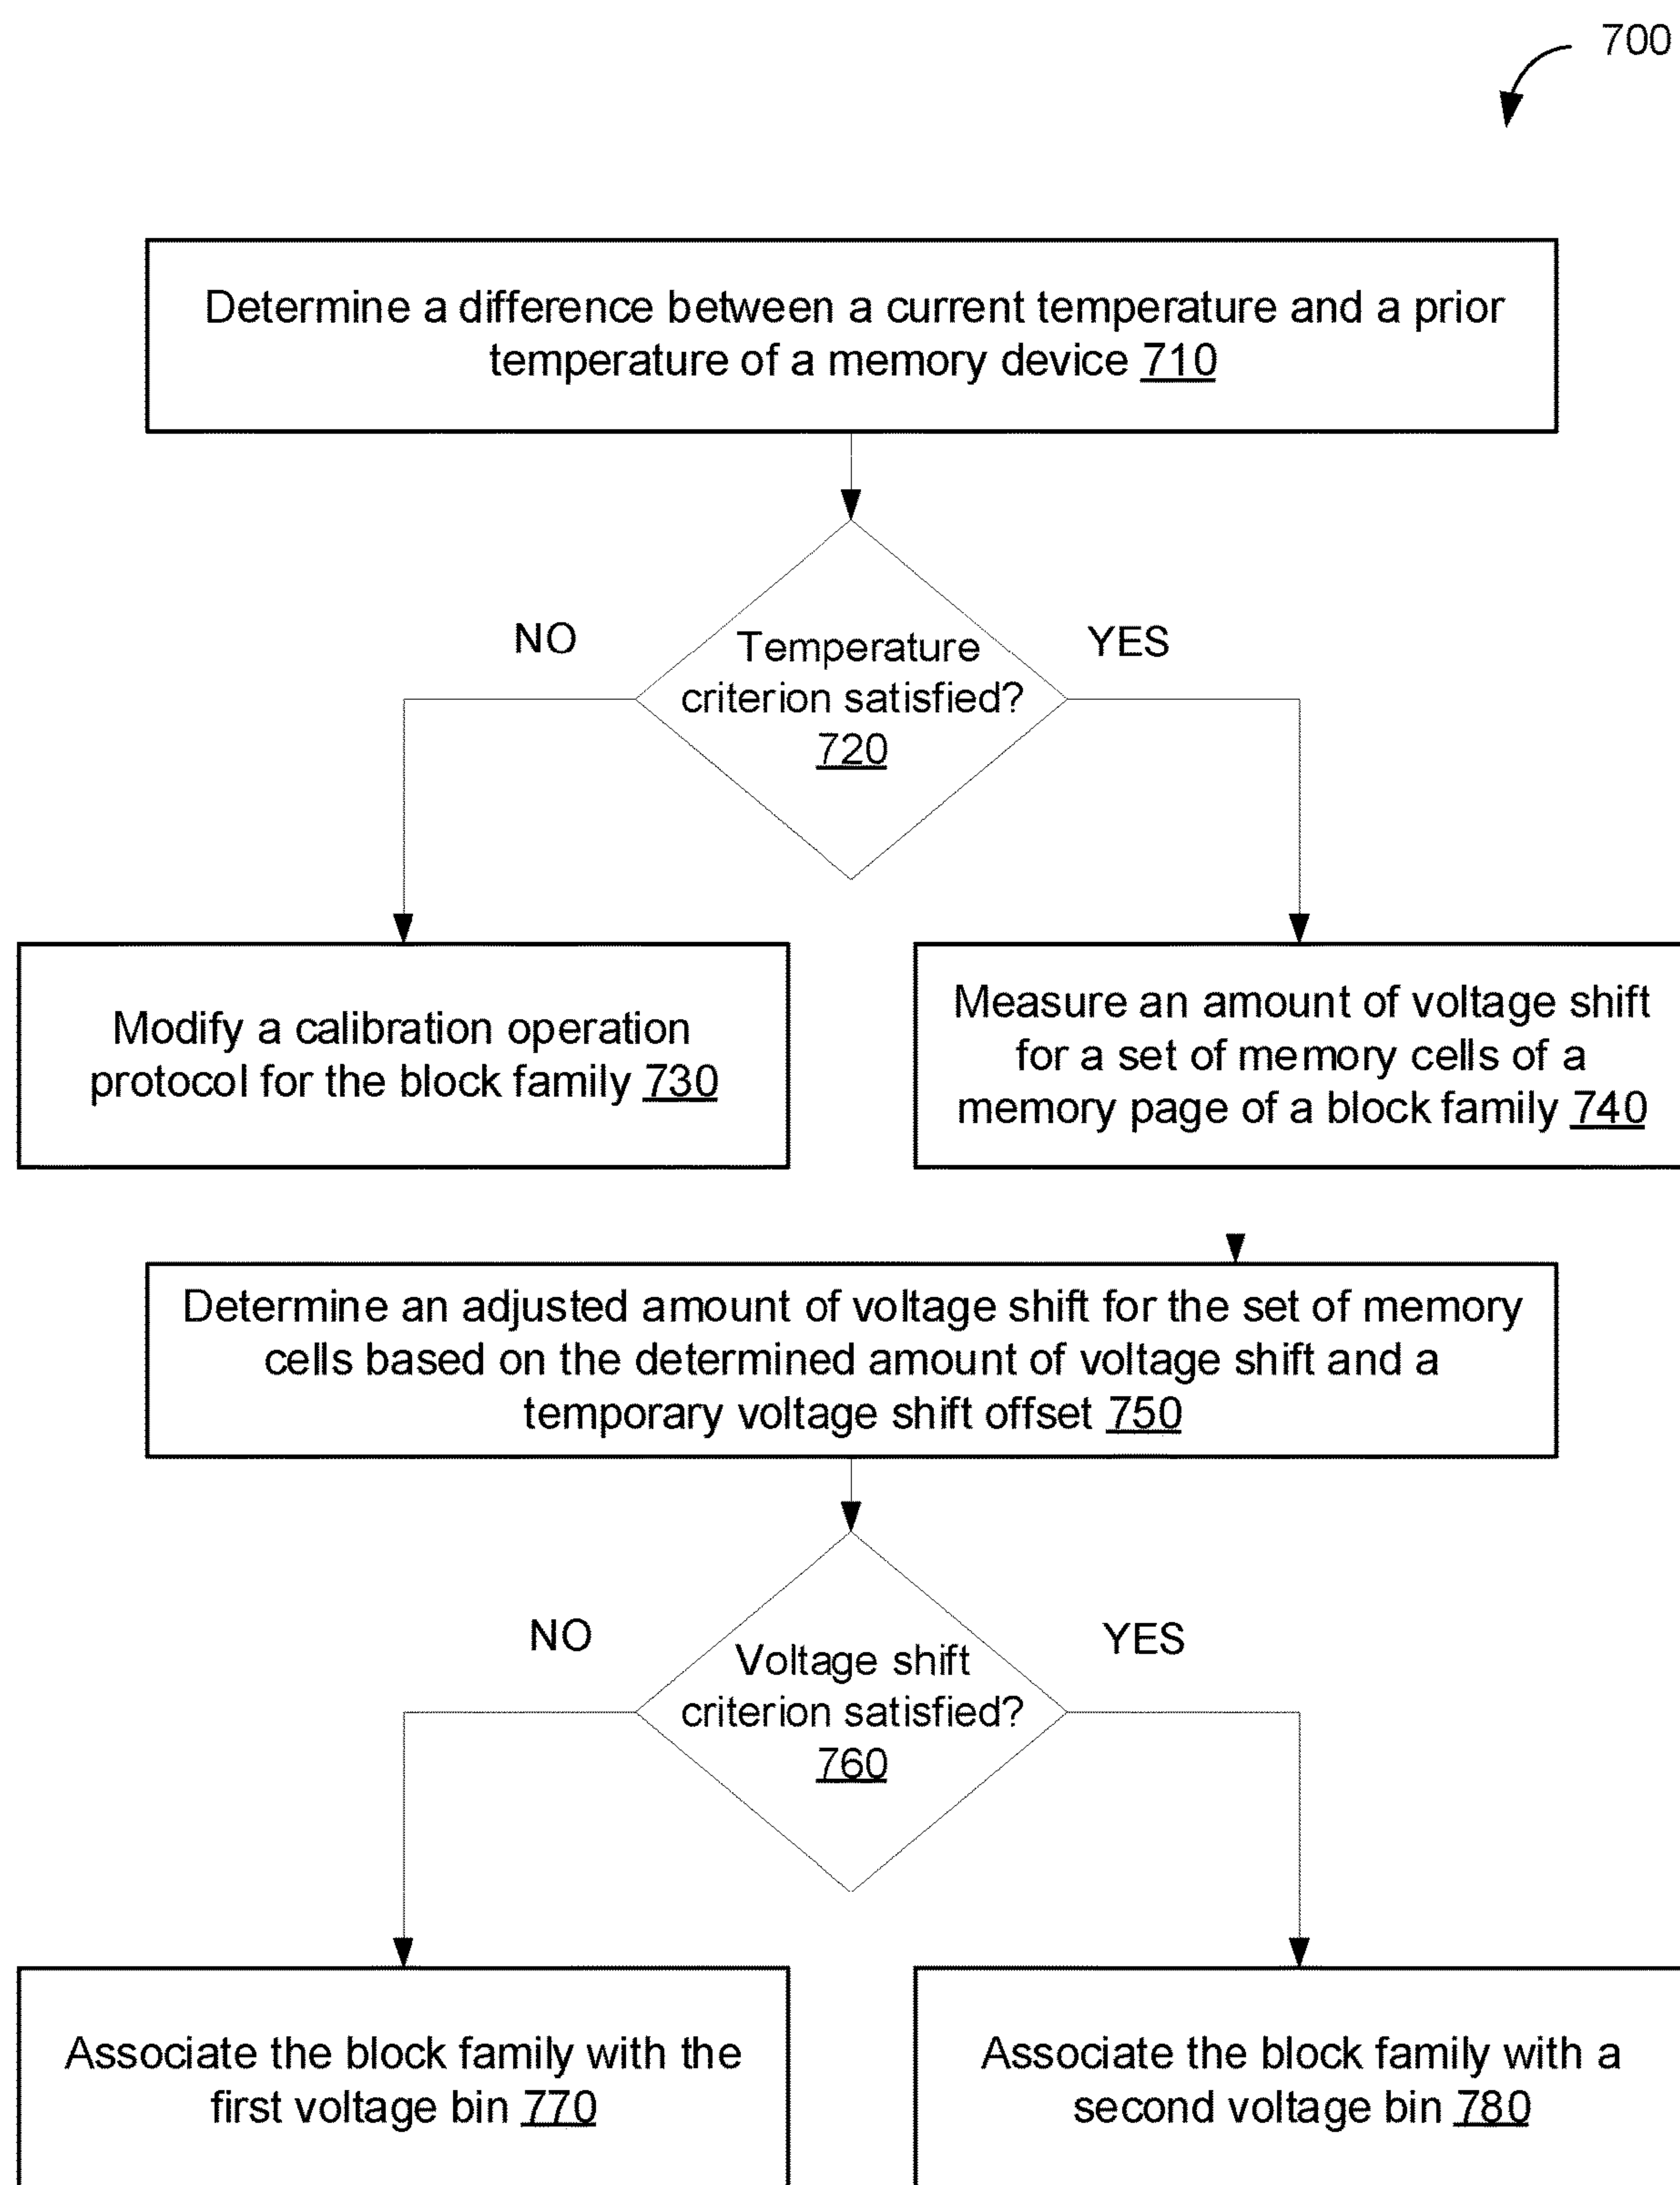 700
Determine a difference between a current temperature and a prior
temperature of a memory device 710
NO
YES
Temperature
criterion satisfied?
720
Modify a calibration operation
protocol for the block family 730
Measure an amount of voltage shift
for a set of memory cells of a
memory page of a block family 740
Determine an adjusted amount of voltage shift for the set of memory
cells based on the determined amount of voltage shift and a
temporary voltage shift offset 750
NO
YES
Voltage shift
criterion satisfied?
760
Associate the block family with the
first voltage bin 770
Associate the block family with a
second voltage bin 780